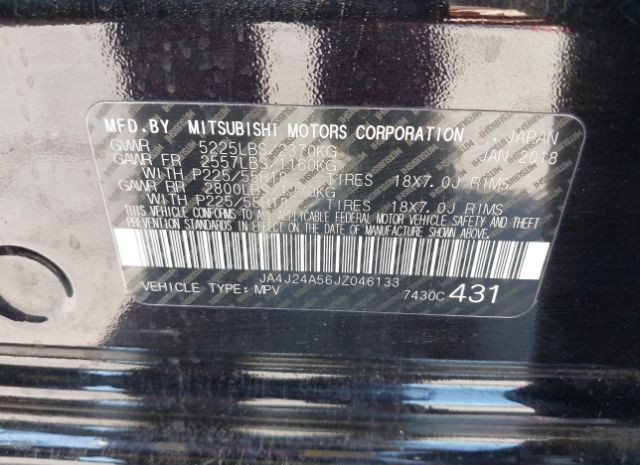 MFD.BY MITSUBISHI MOTORS CORPORATION , JAPAN
GVWR 5225LBS/2370KG JAN 2018
GAWR FR 2557LBS/1160KG
WITH P225/55R18 TIRES 18X7.0J RIMS
GAWR RR 2800LBS/1270KG
WITH P225/55R18 TIRES 18X7.0J RIMS
THIS VEHICLE CONFORMS TO ALL APPLICABLE FEDERAL MOTOR VEHICLE SAFETY AND THEFT
PREVENTION STANDARDS IN EFFECT ON THE DATE OF MANUFACTURE SHOWN ABOVE.
JA4J24A56JZ046133
VEHICLE TYPE: MPV 7430C 431